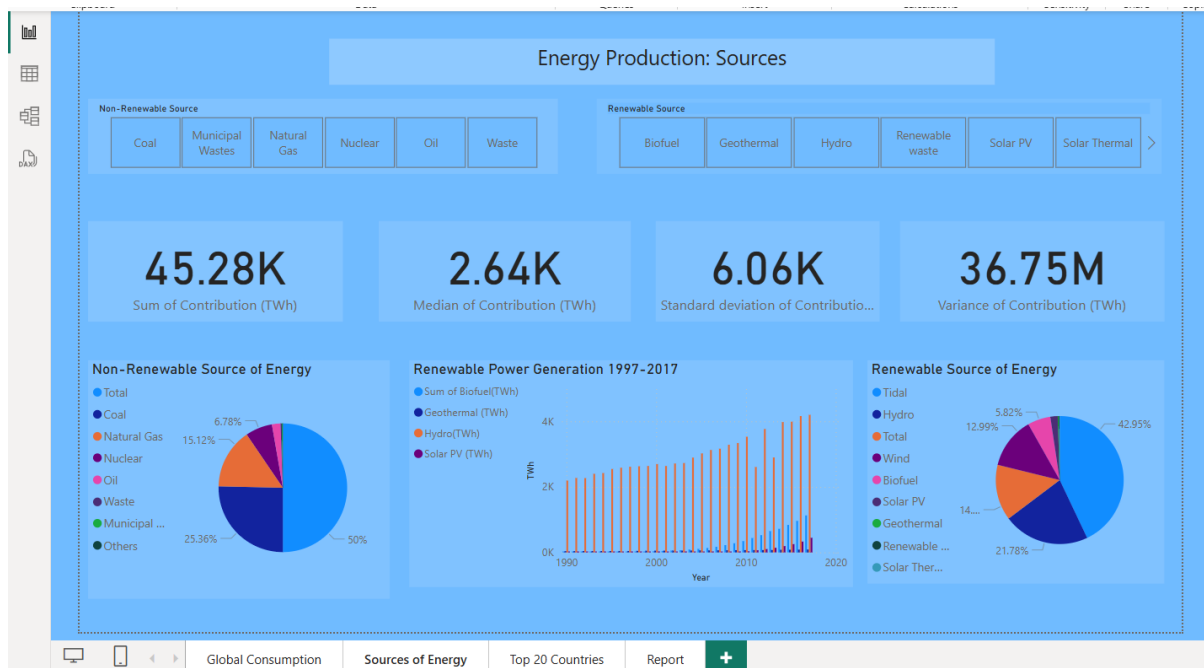 Energy Production: Sources
Non-Renewable Source
Coal
Municipal
Wastes
Natural
Gas
Nuclear
Oil
Waste
Renewable Source
Biofuel
Geothermal
Hydro
Renewable
waste
Solar PV
Solar Thermal
45.28K
Sum of Contribution (TWh)
2.64K
Median of Contribution (TWh)
6.06K
Standard deviation of Contributio...
36.75M
Variance of Contribution (TWh)
Non-Renewable Source of Energy
Total
Coal
Natural Gas
Nuclear
Oil
Waste
Municipal ...
Others
6.78%
15.12%
25.36%
50%
Renewable Power Generation 1997-2017
Sum of Biofuel(TWh)
Geothermal (TWh)
Hydro(TWh)
Solar PV (TWh)
TWh
4K
2K
0K
1990
2000
2010
2020
Year
Renewable Source of Energy
Tidal
Hydro
Total
Wind
Biofuel
Solar PV
Geothermal
Renewable ...
Solar Ther...
5.82%
12.99%
14....
21.78%
42.95%
DAX
Global Consumption
Sources of Energy
Top 20 Countries
Report